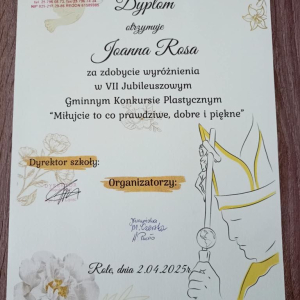 Dyplom
otrzymuje
Joanna Rosa
za zdobycie wyróżnienia
w VII Jubileuszowym
Gminnym Konkursie Plastycznym
"Miłujcie to co prawdziwe, dobre i piękne"
Dyrektor szkoły:
Organizatorzy:
Role, dnia 2.04.2025r.